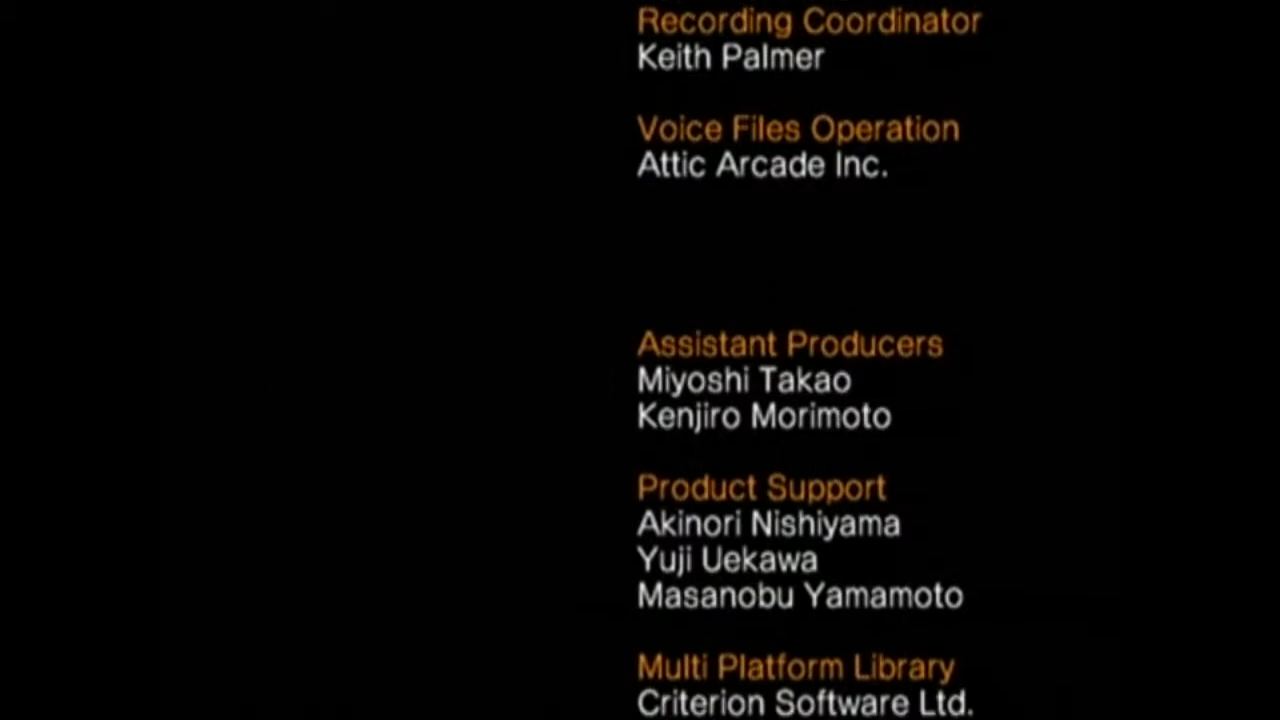 Recording Coordinator
Keith Palmer
Voice Files Operation
Attic Arcade Inc.
Assistant Producers
Miyoshi Takao
Kenjiro Morimoto
Product Support
Akinori Nishiyama
Yuji Uekawa
Masanobu Yamamoto
Multi Platform Library
Criterion Software Ltd.